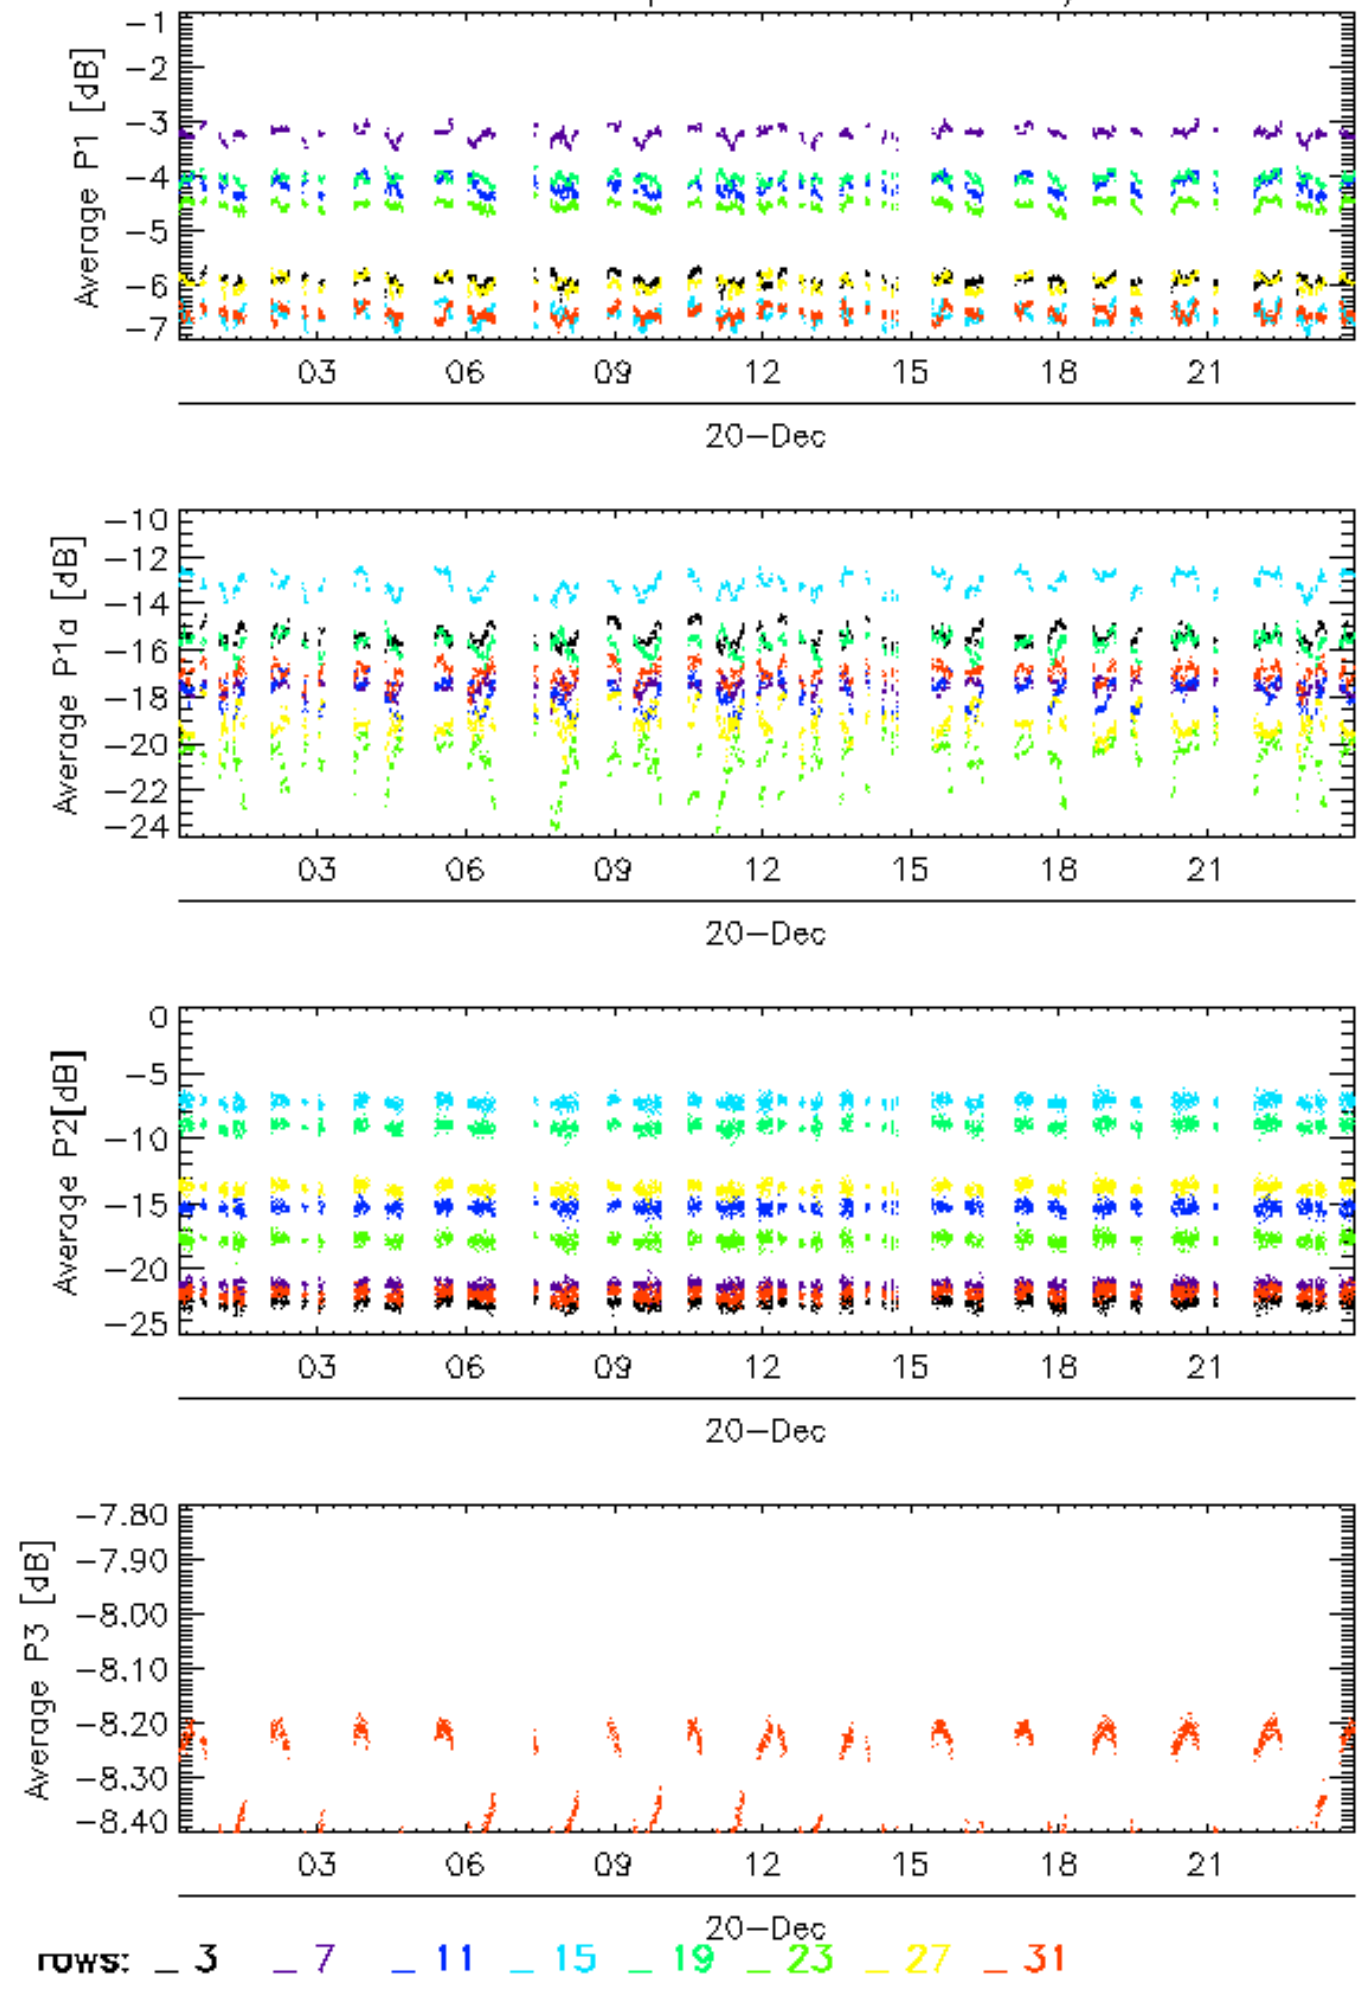 Average P1 [dB]
−1
−2
−3
−4
−5
−6
−7
03 06 09 12 15 18 21
20−Dec
Average P1a [dB]
−10
−12
−14
−16
−18
−20
−22
−24
03 06 09 12 15 18 21
20−Dec
Average P2[dB]
0
−5
−10
−15
−20
−25
03 06 09 12 15 18 21
20−Dec
Average P3 [dB]
−7.80
−7.90
−8.00
−8.10
−8.20
−8.30
−8.40
03 06 09 12 15 18 21
20−Dec
rows: _ 3 _ 7 _ 11 _ 15 _ 19 _ 23 _ 27 _ 31